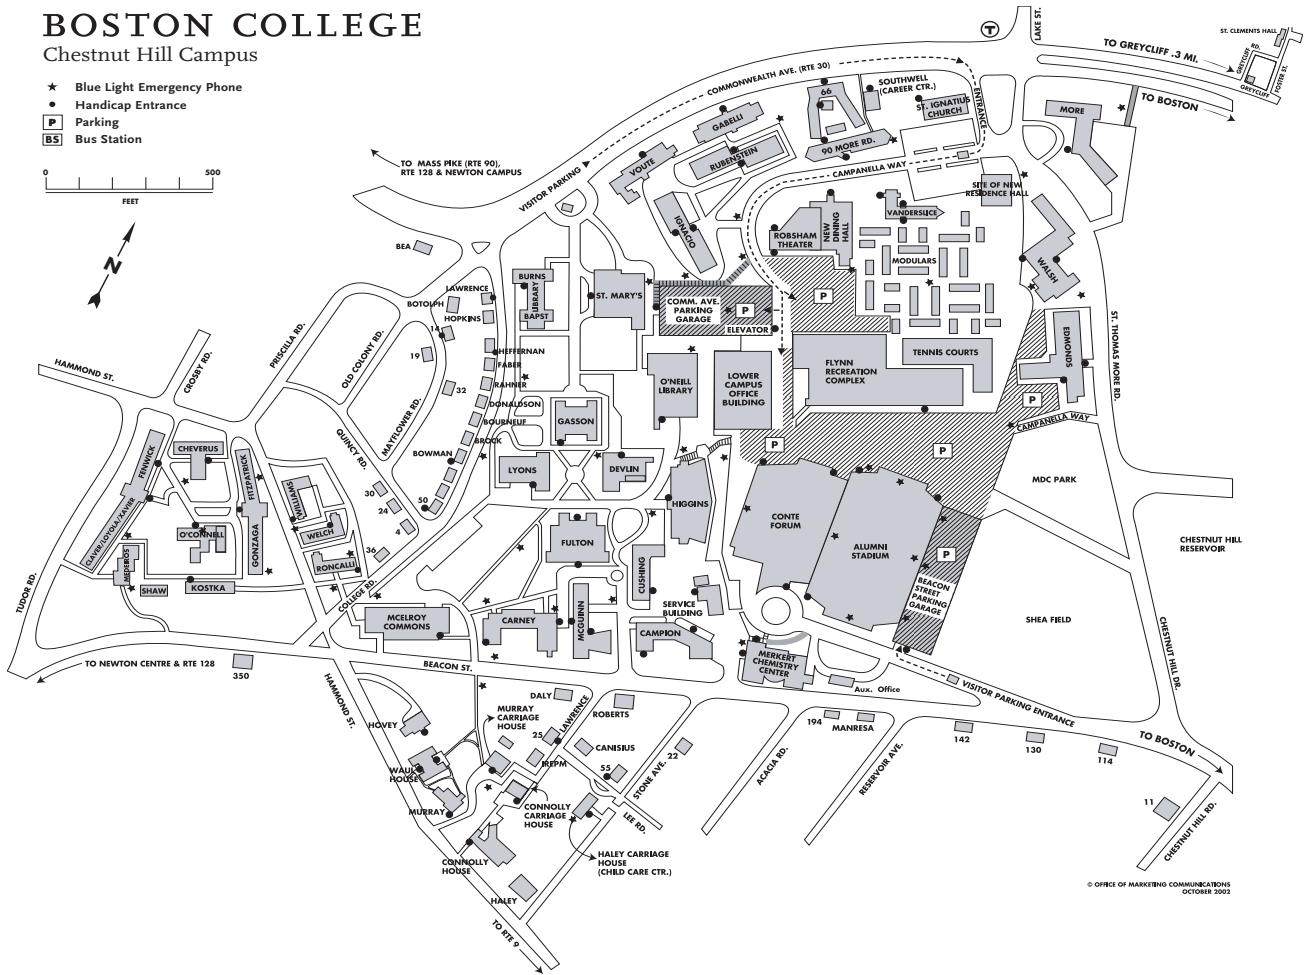 BOSTON COLLEGE
Chestnut Hill Campus
★ Blue Light Emergency Phone
● Handicap Entrance
P Parking
BS Bus Station
0 500
FEET
N
T
LAKE ST.
ST. CLEMENTS HALL
TO GREYCLIFF .3 MI.
GREYCLIFF RD.
FOSTER ST.
GREYCLIFF
TO BOSTON
COMMONWEALTH AVE. (RTE 30)
ENTRANCE
SOUTHWELL
(CAREER CTR.)
ST. IGNATIUS
CHURCH
66
90 MORE RD.
MORE
GABELLI
VOUTE
RUBENSTEIN
IGNACIO
TO MASS PIKE (RTE 90),
RTE 128 & NEWTON CAMPUS
VISITOR PARKING
CAMPANELLA WAY
SITE OF NEW
RESIDENCE HALL
VANDERSLICE
ROBSHAM
THEATER
NEW
DINING
HALL
MODULARS
WALSH
BEA
BURNS
LIBRARY
BAPST
ST. MARY'S
COMM. AVE.
PARKING
GARAGE
P
ELEVATOR
P
LAWRENCE
BOTOLPH
HOPKINS
14
19
HEFFERNAN
FABER
RAHNER
32
DONALDSON
BOURNEUF
BROCK
BOWMAN
EDMONDS
ST. THOMAS MORE RD.
TENNIS COURTS
FLYNN
RECREATION
COMPLEX
O'NEILL
LIBRARY
LOWER
CAMPUS
OFFICE
BUILDING
P
CAMPANELLA WAY
HAMMOND ST.
CROSBY RD.
PRISCILLA RD.
OLD COLONY RD.
MAYFLOWER RD.
QUINCY RD.
GASSON
LYONS
DEVLIN
P
P
MDC PARK
FENWICK
CHEVERUS
FITZPATRICK
CLAVER/LOYOLA/XAVIER
WILLIAMS
30
24
50
4
36
WELCH
O'CONNELL
GONZAGA
RONCALLI
MEDEIROS
SHAW
KOSTKA
TUDOR RD.
COLLEGE RD.
FULTON
HIGGINS
CONTE
FORUM
ALUMNI
STADIUM
P
BEACON
STREET
PARKING
GARAGE
CHESTNUT HILL
RESERVOIR
CUSHING
SERVICE
BUILDING
MCELROY
COMMONS
CARNEY
MCGUINN
CAMPION
MERKERT
CHEMISTRY
CENTER
SHEA FIELD
CHESTNUT HILL DR.
TO NEWTON CENTRE & RTE 128
350
BEACON ST.
HAMMOND ST.
Aux. Office
VISITOR PARKING ENTRANCE
TO BOSTON
DALY
LAWRENCE
ROBERTS
MURRAY
CARRIAGE
HOUSE
HOVEY
25
CANISIUS
22
194
MANRESA
142
130
114
IREPM
WAUL
HOUSE
55
STONE AVE.
ACACIA RD.
RESERVOIR AVE.
MURRAY
CONNOLLY
CARRIAGE
HOUSE
LEE RD.
11
CHESTNUT HILL RD.
CONNOLLY
HOUSE
HALEY CARRIAGE
HOUSE
(CHILD CARE CTR.)
HALEY
TO RTE 9
© OFFICE OF MARKETING COMMUNICATIONS
OCTOBER 2002